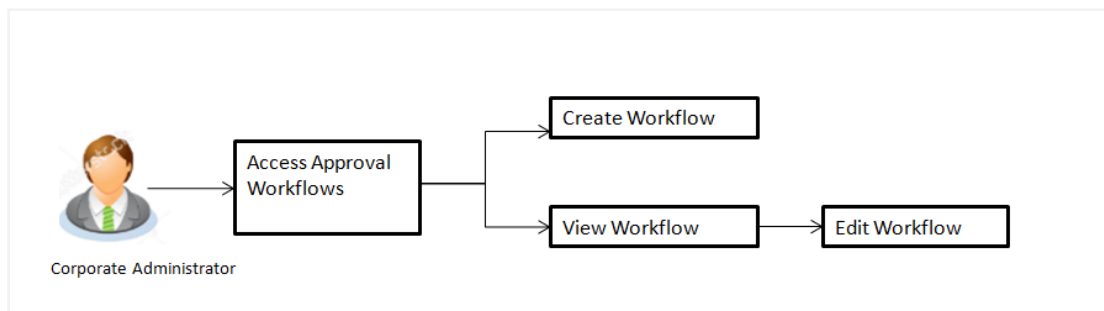 Create Workflow
Access Approval
Workflows
View Workflow
Edit Workflow
Corporate Administrator